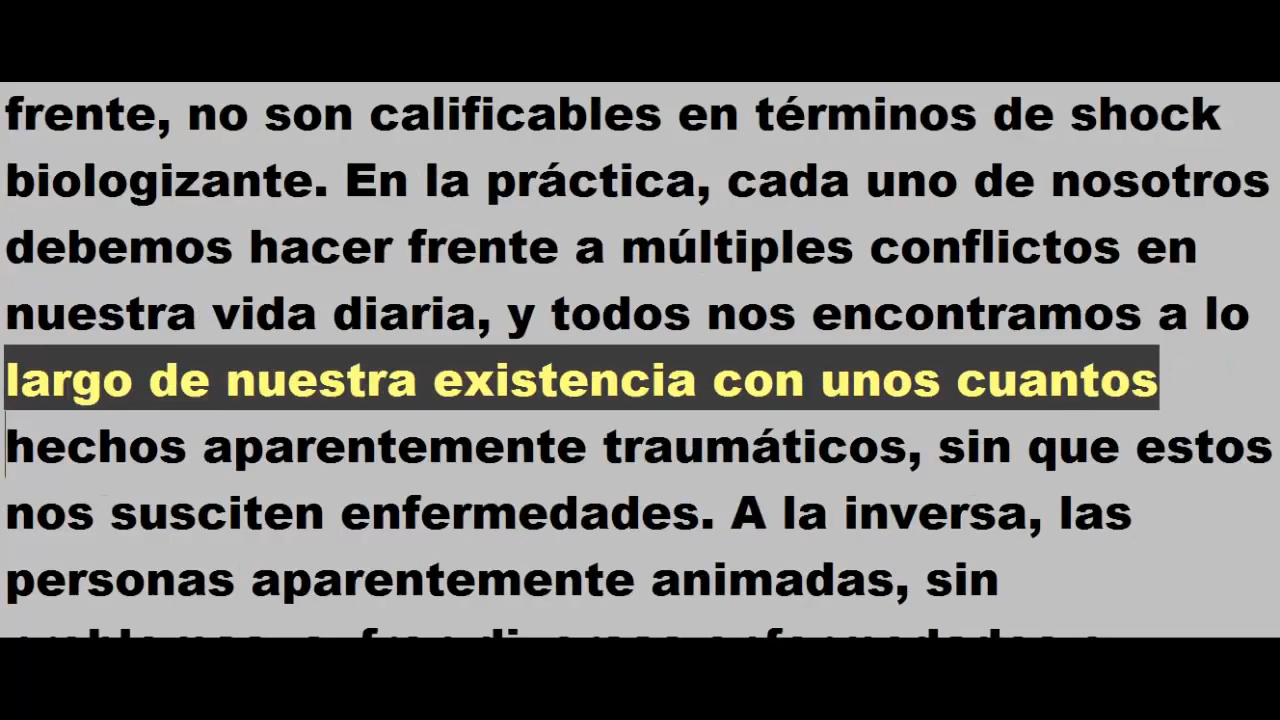 frente, no son calificables en términos de shock
biologizante. En la práctica, cada uno de nosotros
debemos hacer frente a múltiples conflictos en
nuestra vida diaria, y todos nos encontramos a lo
largo de nuestra existencia con unos cuantos
hechos aparentemente traumáticos, sin que estos
nos susciten enfermedades. A la inversa, las
personas aparentemente animadas, sin